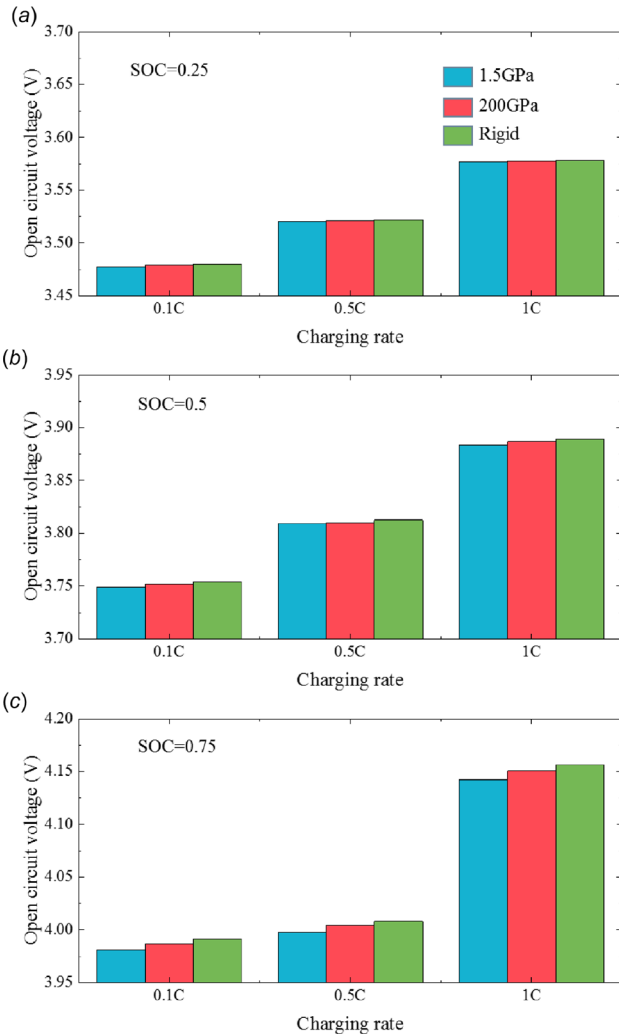 (a)
3.70
3.65
3.60
3.55
3.50
3.45
Open circuit voltage (V)
SOC=0.25
1.5GPa
200GPa
Rigid
0.1C 0.5C 1C
Charging rate
(b)
3.95
3.90
3.85
3.80
3.75
3.70
Open circuit voltage (V)
SOC=0.5
0.1C 0.5C 1C
Charging rate
(c)
4.20
4.15
4.10
4.05
4.00
3.95
Open circuit voltage (V)
SOC=0.75
0.1C 0.5C 1C
Charging rate